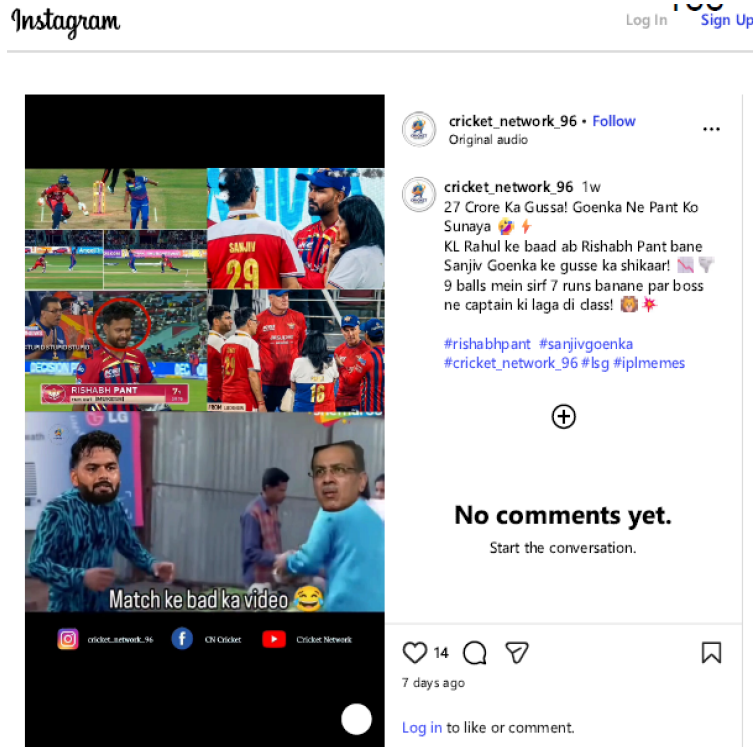 Instagram
Log In
Sign Up
cricket_network_96 • Follow
Original audio
cricket_network_96 1w
27 Crore Ka Gussa! Goenka Ne Pant Ko
Sunaya 🤣⚡
KL Rahul ke baad ab Rishabh Pant bane
Sanjiv Goenka ke gusse ka shikaar! 📉🌪
9 balls mein sirf 7 runs banane par boss
ne captain ki laga di class! 🦁💥
#rishabhpant #sanjivgoenka
#cricket_network_96 #lsg #iplmemes
No comments yet.
Start the conversation.
14
7 days ago
Log in to like or comment.
SANJIV
29
RISHABH PANT 7
DECISION
16
LG
Match ke bad ka video 😂
cricket_network_96
CN Cricket
Cricket Network